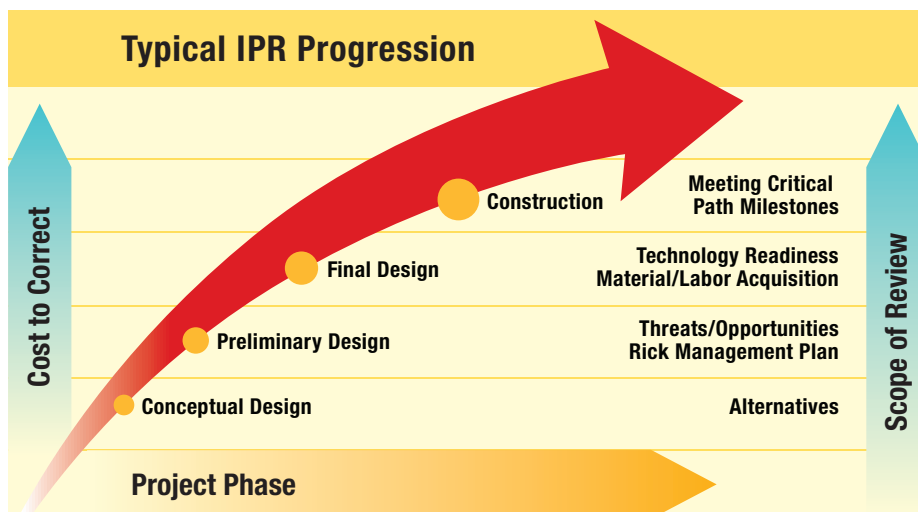 Typical IPR Progression
Cost to Correct
Scope of Review
Construction
Meeting Critical
Path Milestones
Final Design
Technology Readiness
Material/Labor Acquisition
Preliminary Design
Threats/Opportunities
Rick Management Plan
Conceptual Design
Alternatives
Project Phase